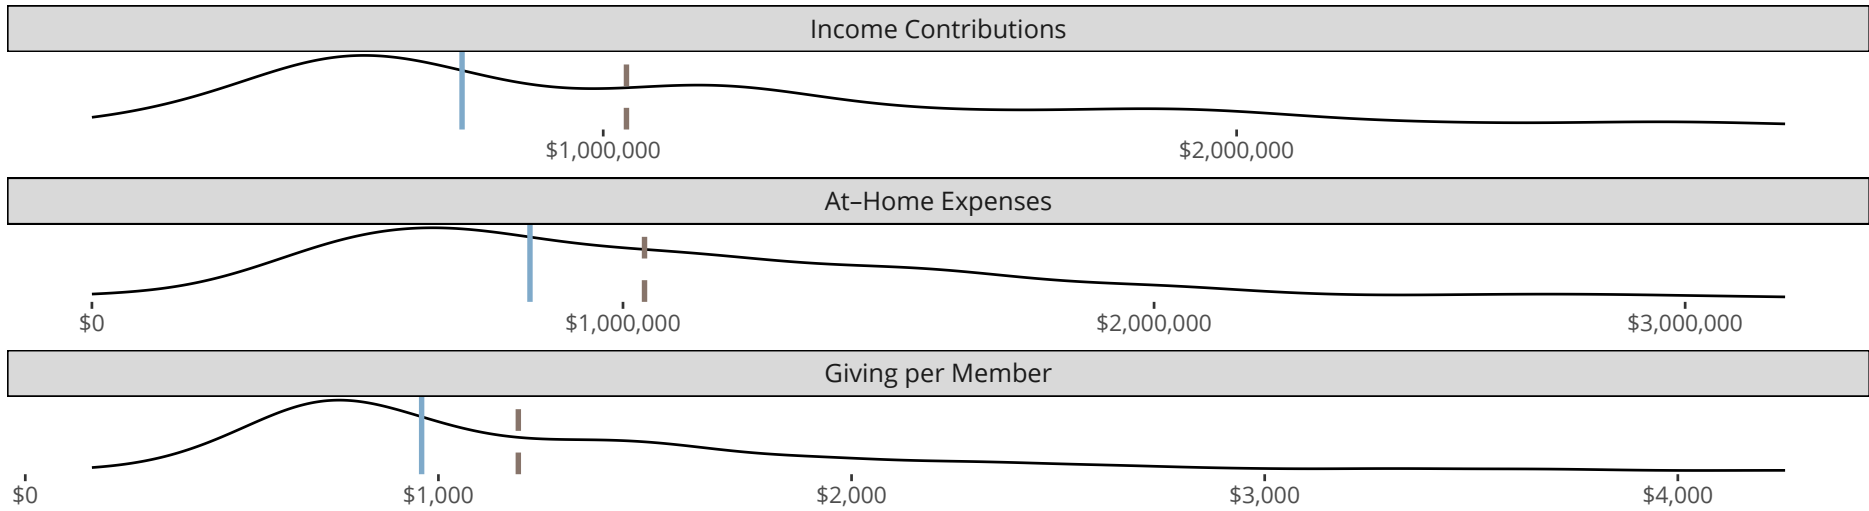 Income Contributions
$1,000,000 $2,000,000
At–Home Expenses
$0 $1,000,000 $2,000,000 $3,000,000
Giving per Member
$0 $1,000 $2,000 $3,000 $4,000